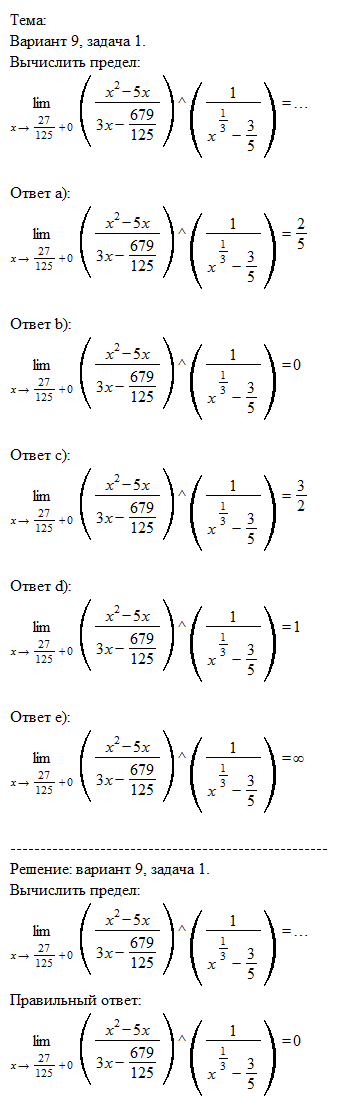 Тема:
Вариант 9, задача 1.
Вычислить предел:
lim x→27/125+0 ((x²−5x)/(3x−679/125))^(1/(x^(1/3)−3/5))=…
Ответ a):
lim x→27/125+0 ((x²−5x)/(3x−679/125))^(1/(x^(1/3)−3/5))=2/5
Ответ b):
lim x→27/125+0 ((x²−5x)/(3x−679/125))^(1/(x^(1/3)−3/5))=0
Ответ c):
lim x→27/125+0 ((x²−5x)/(3x−679/125))^(1/(x^(1/3)−3/5))=3/2
Ответ d):
lim x→27/125+0 ((x²−5x)/(3x−679/125))^(1/(x^(1/3)−3/5))=1
Ответ e):
lim x→27/125+0 ((x²−5x)/(3x−679/125))^(1/(x^(1/3)−3/5))=∞
-----------------------------------------------------
Решение: вариант 9, задача 1.
Вычислить предел:
lim x→27/125+0 ((x²−5x)/(3x−679/125))^(1/(x^(1/3)−3/5))=…
Правильный ответ:
lim x→27/125+0 ((x²−5x)/(3x−679/125))^(1/(x^(1/3)−3/5))=0